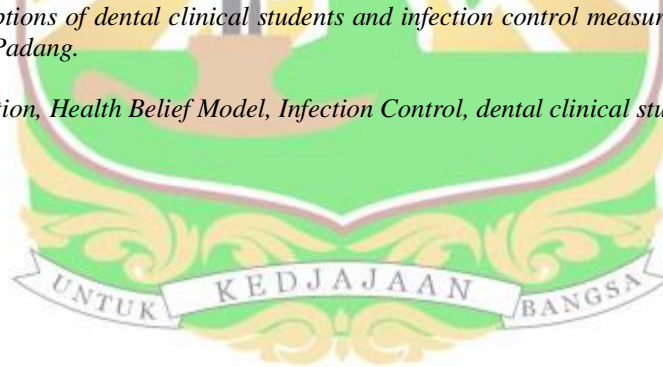 ptions of dental clinical students and infection control measur
Padang.
tion, Health Belief Model, Infection Control, dental clinical stu
UNTUK KEDJAJAAN BANGSA